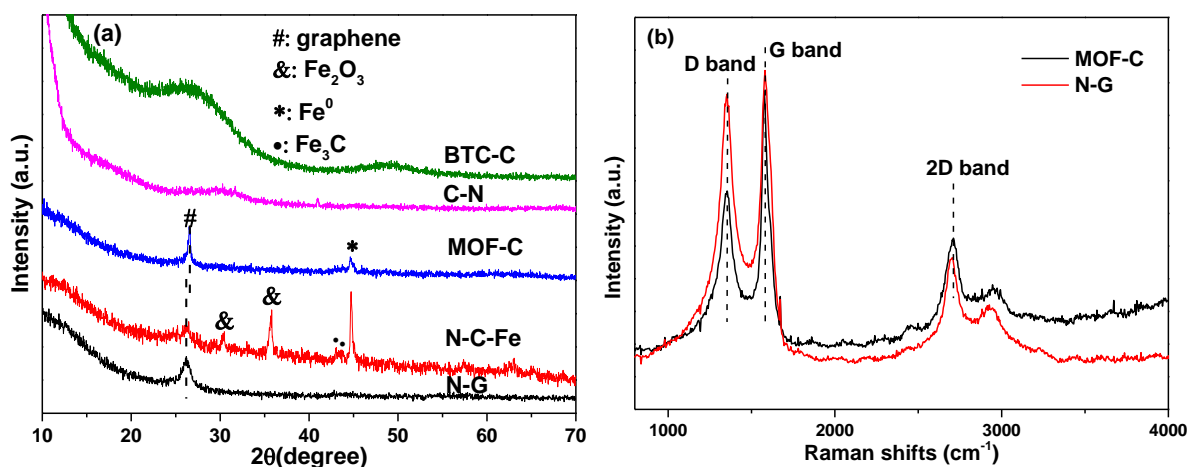 (a)
#: graphene
&: Fe2O3
*: Fe0
•: Fe3C
BTC-C
C-N
#
MOF-C
*
&
&
N-C-Fe
:.
N-G
Intensity (a.u.)
10 20 30 40 50 60 70
2θ(degree)
(b)
D band
G band
MOF-C
N-G
2D band
Intensity (a.u.)
1000 2000 3000 4000
Raman shifts (cm-1)